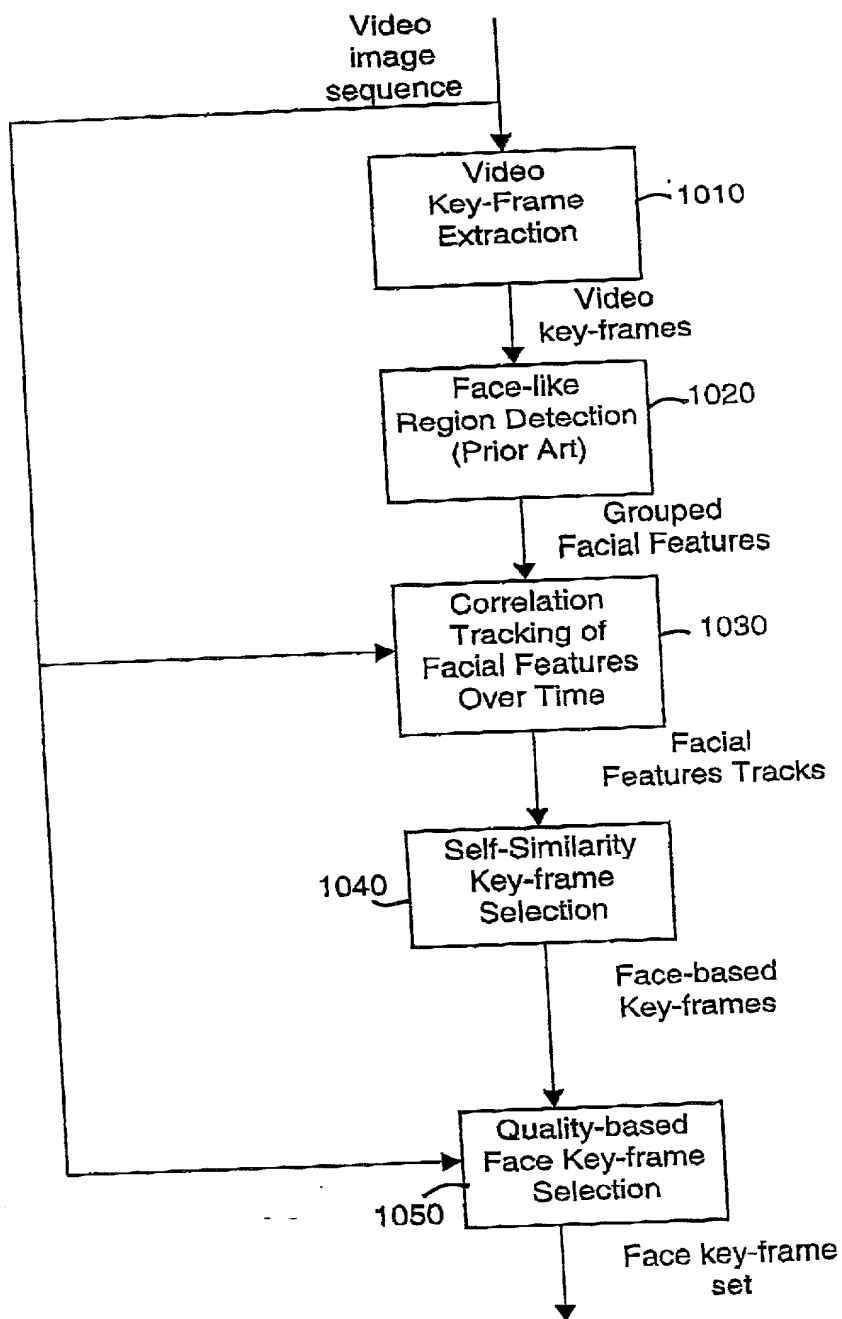 Video
image
sequence
Video
Key-Frame
Extraction
1010
Video
key-frames
Face-like
Region Detection
(Prior Art)
1020
Grouped
Facial Features
Correlation
Tracking of
Facial Features
Over Time
1030
Facial
Features Tracks
Self-Similarity
Key-frame
Selection
1040
Face-based
Key-frames
Quality-based
Face Key-frame
Selection
1050
Face key-frame
set